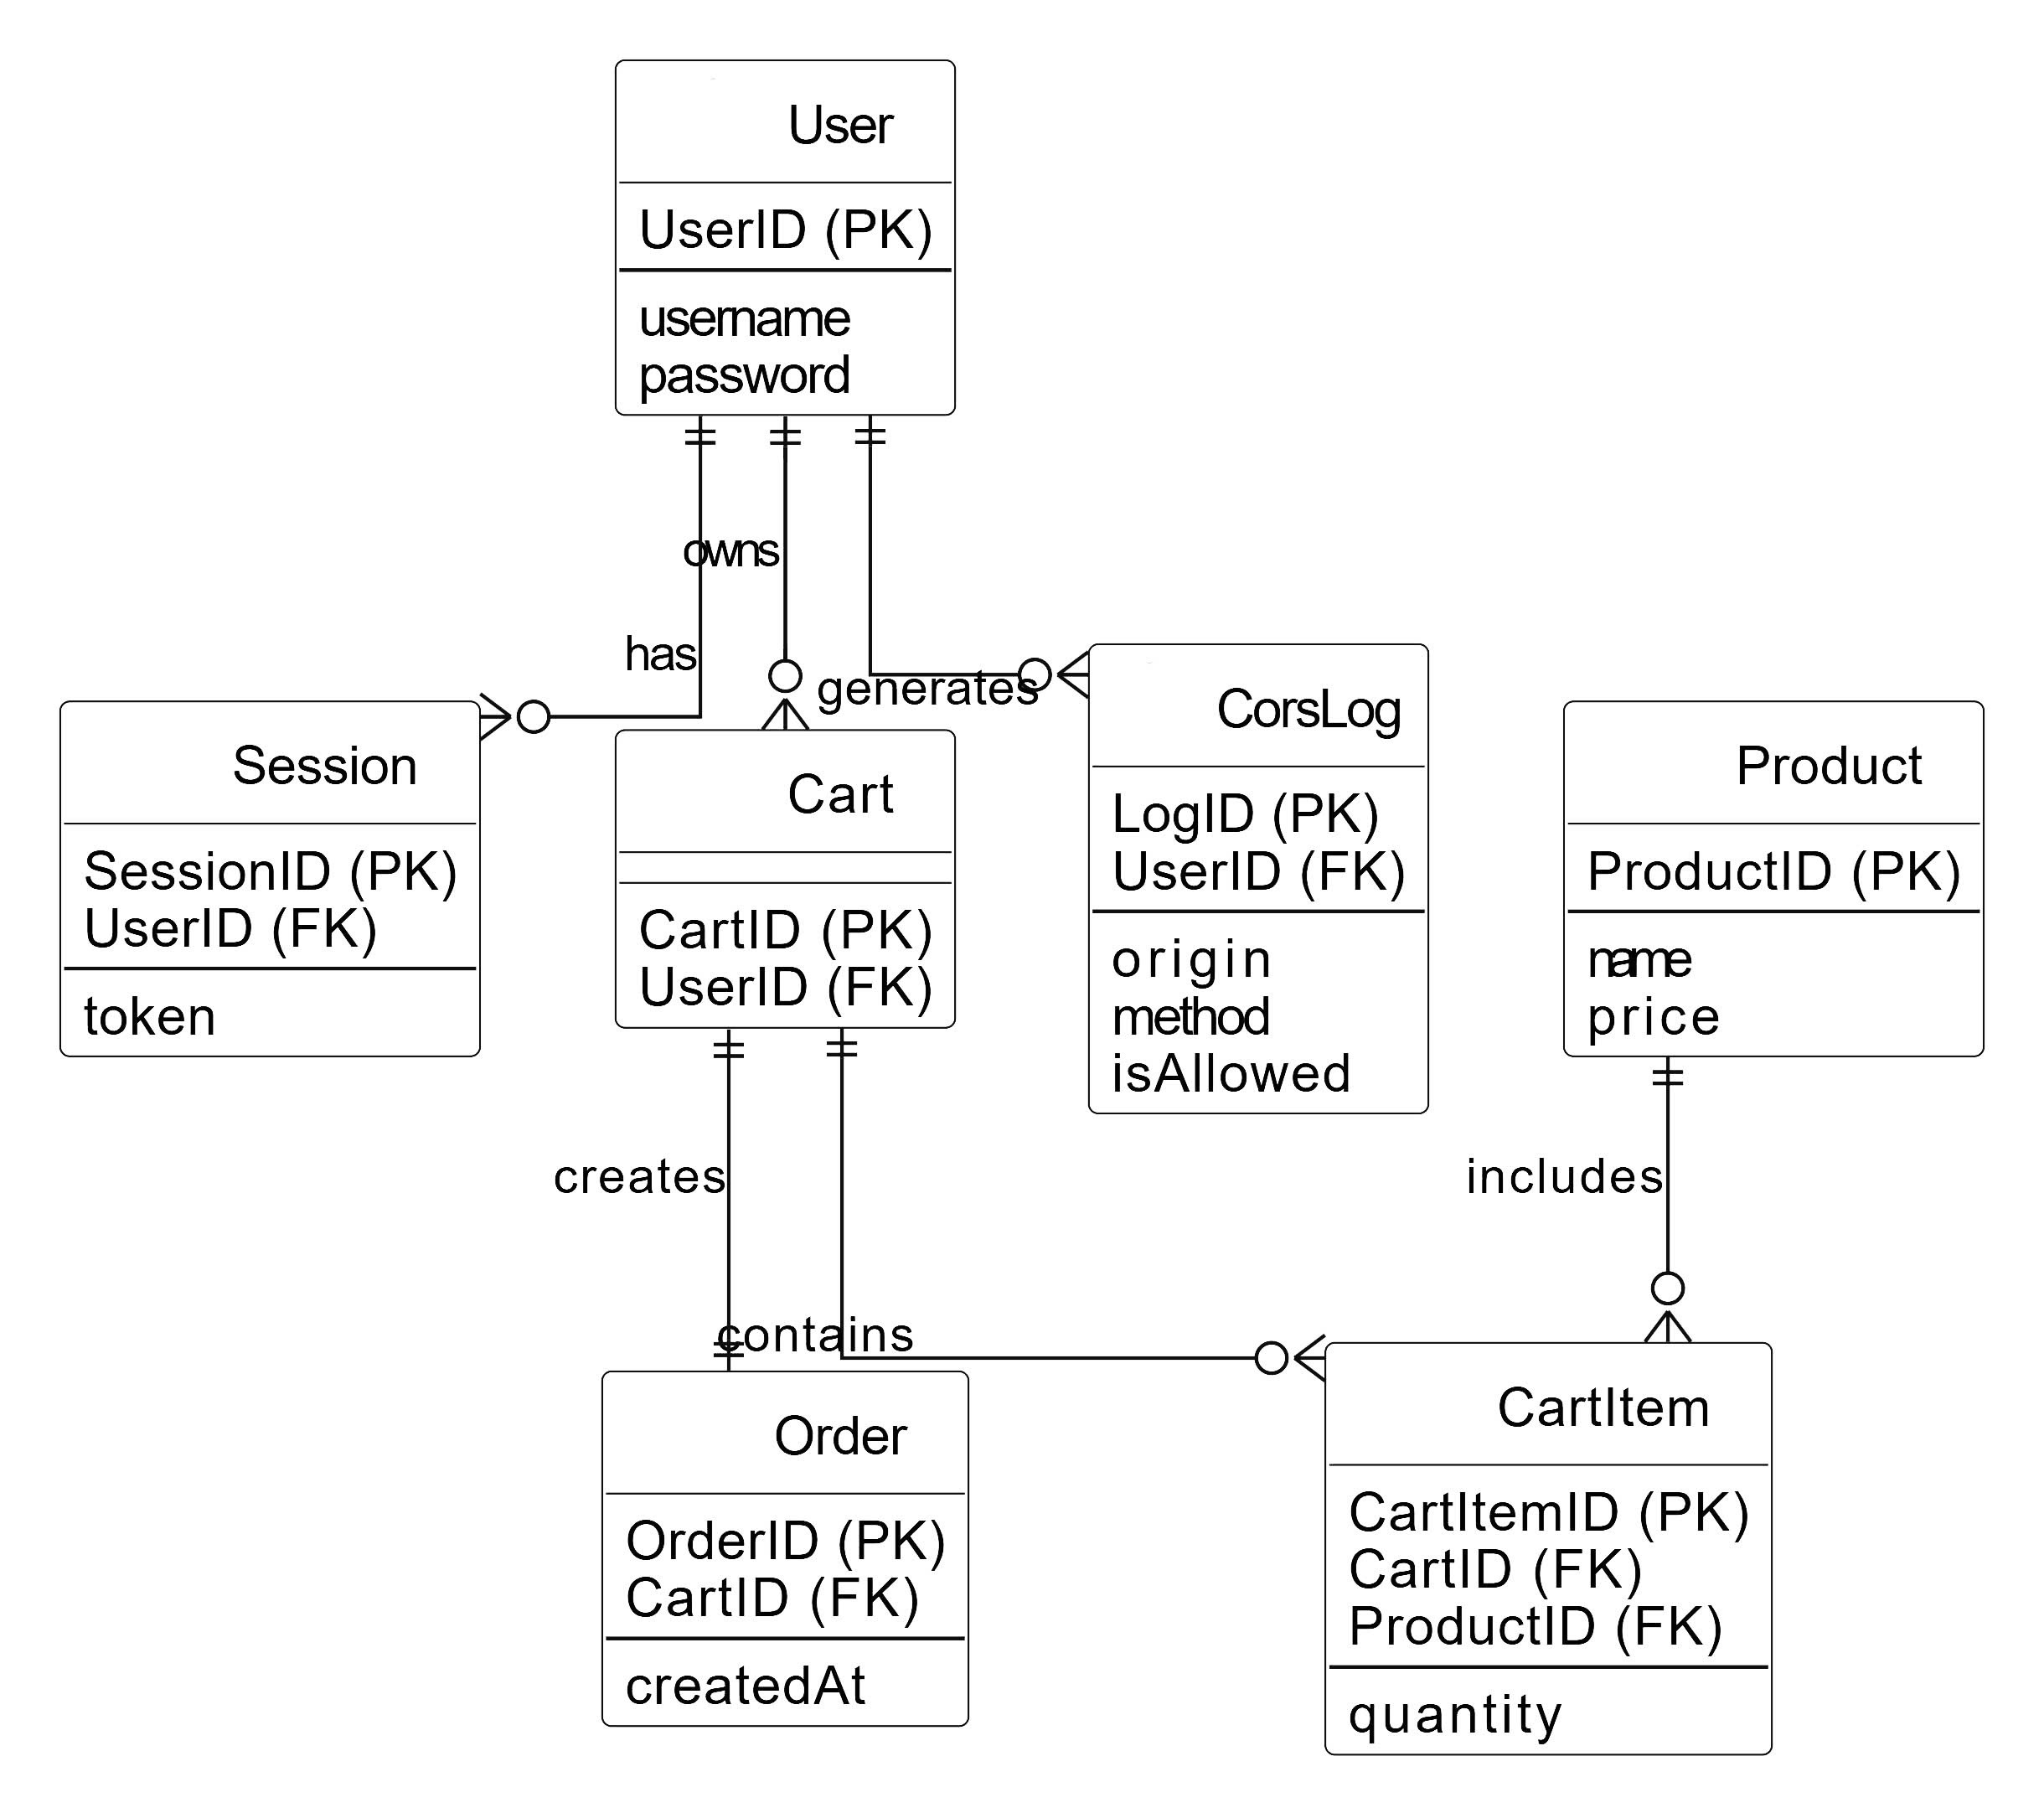 User
UserID (PK)
username
password
owns
has
generates
Session
SessionID (PK)
UserID (FK)
token
Cart
CartID (PK)
UserID (FK)
CorsLog
LogID (PK)
UserID (FK)
origin
method
isAllowed
Product
ProductID (PK)
name
price
creates
includes
contains
Order
OrderID (PK)
CartID (FK)
createdAt
CartItem
CartItemID (PK)
CartID (FK)
ProductID (FK)
quantity